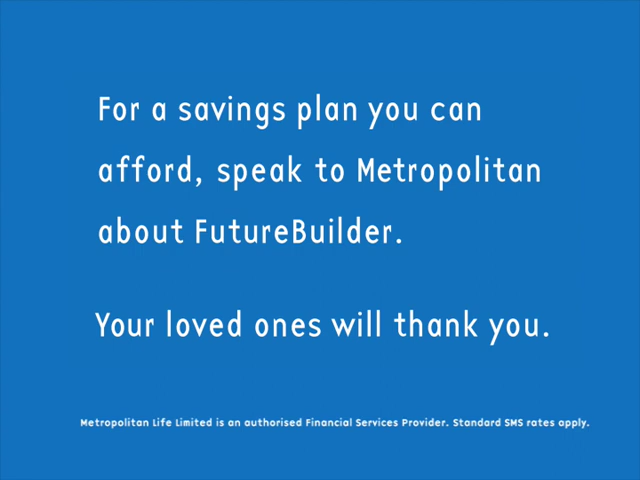 For a savings plan you can
afford, speak to Metropolitan
about FutureBuilder.
Your loved ones will thank you.
Metropolitan Life Limited is an authorised Financial Services Provider. Standard SMS rates apply.